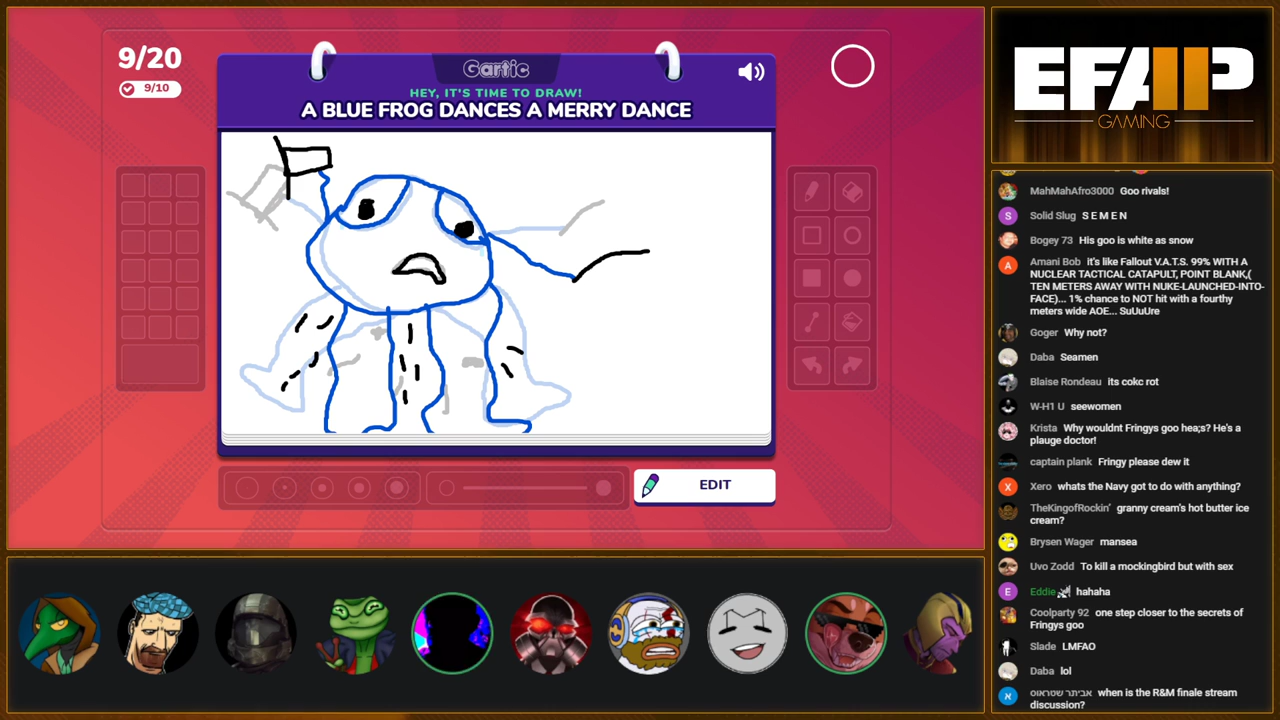 9/20
9/10
Gartic
HEY, IT'S TIME TO DRAW!
A BLUE FROG DANCES A MERRY DANCE
EDIT
EFAP
GAMING
MahMahAfro3000 Goo rivals!
Solid Slug S E M E N
Bogey 73 His goo is white as snow
Amani Bob it's like Fallout V.A.T.S. 99% WITH A
NUCLEAR TACTICAL CATAPULT, POINT BLANK,(
TEN METERS AWAY WITH NUKE-LAUNCHED-INTO-
FACE)... 1% chance to NOT hit with a fourthy
meters wide AOE... SuUuUre
Goger Why not?
Daba Seamen
Blaise Rondeau its cokc rot
W-H1 U seewomen
Krista Why wouldnt Fringys goo hea;s? He's a
plauge doctor!
captain plank Fringy please dew it
Xero whats the Navy got to do with anything?
TheKingofRockin' granny cream's hot butter ice
cream?
Brysen Wager mansea
Uvo Zodd To kill a mockingbird but with sex
Eddie hahaha
Coolparty 92 one step closer to the secrets of
Fringys goo
Slade LMFAO
Daba lol
אביתר שטראוס when is the R&M finale stream
discussion?